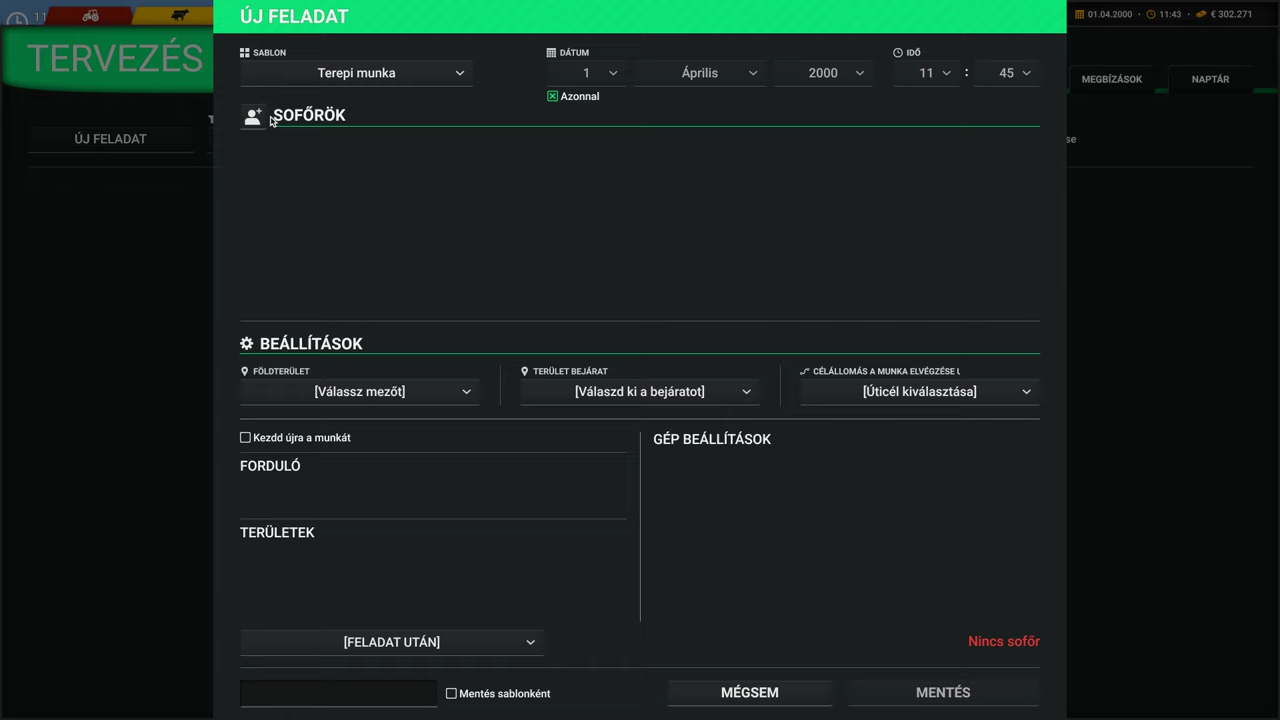 ÚJ FELADAT
11
01.04.2000
11:43
€ 302.271
TERVEZÉS
SABLON
Terepi munka
DÁTUM
1
Április
2000
IDŐ
11
:
45
Azonnal
MEGBÍZÁSOK
NAPTÁR
SOFŐRÖK
ÚJ FELADAT
se
BEÁLLÍTÁSOK
FÖLDTERÜLET
[Válassz mezőt]
TERÜLET BEJÁRAT
[Válaszd ki a bejáratot]
CÉLÁLLOMÁS A MUNKA ELVÉGZÉSE U
[Úticél kiválasztása]
Kezdd újra a munkát
GÉP BEÁLLÍTÁSOK
FORDULÓ
TERÜLETEK
[FELADAT UTÁN]
Nincs sofőr
Mentés sablonként
MÉGSEM
MENTÉS